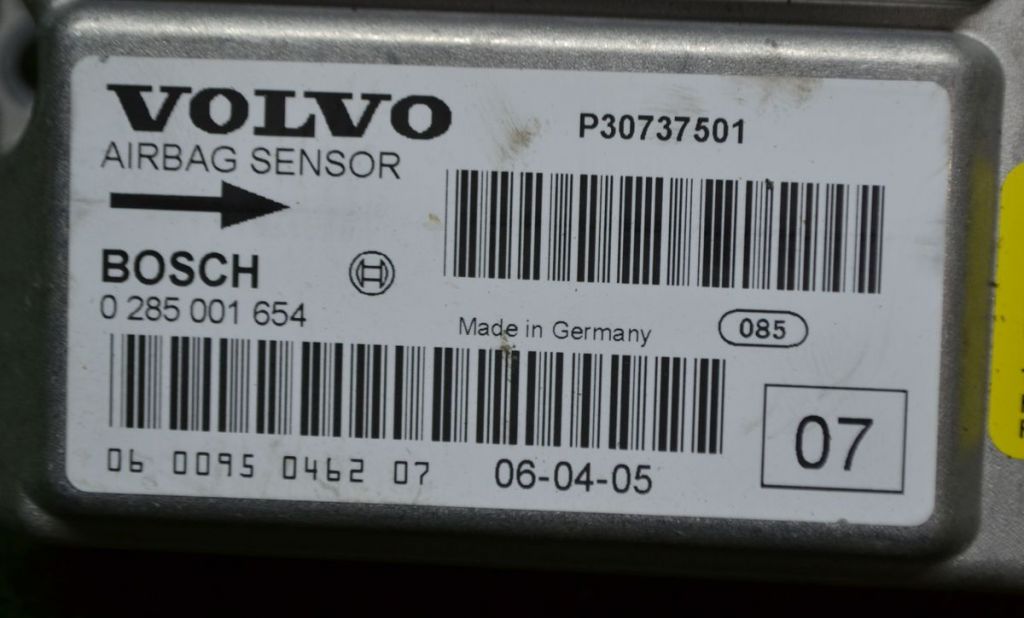 VOLVO
AIRBAG SENSOR
P30737501
BOSCH
0 285 001 654
Made in Germany
085
06 0095 0462 07
06-04-05
07